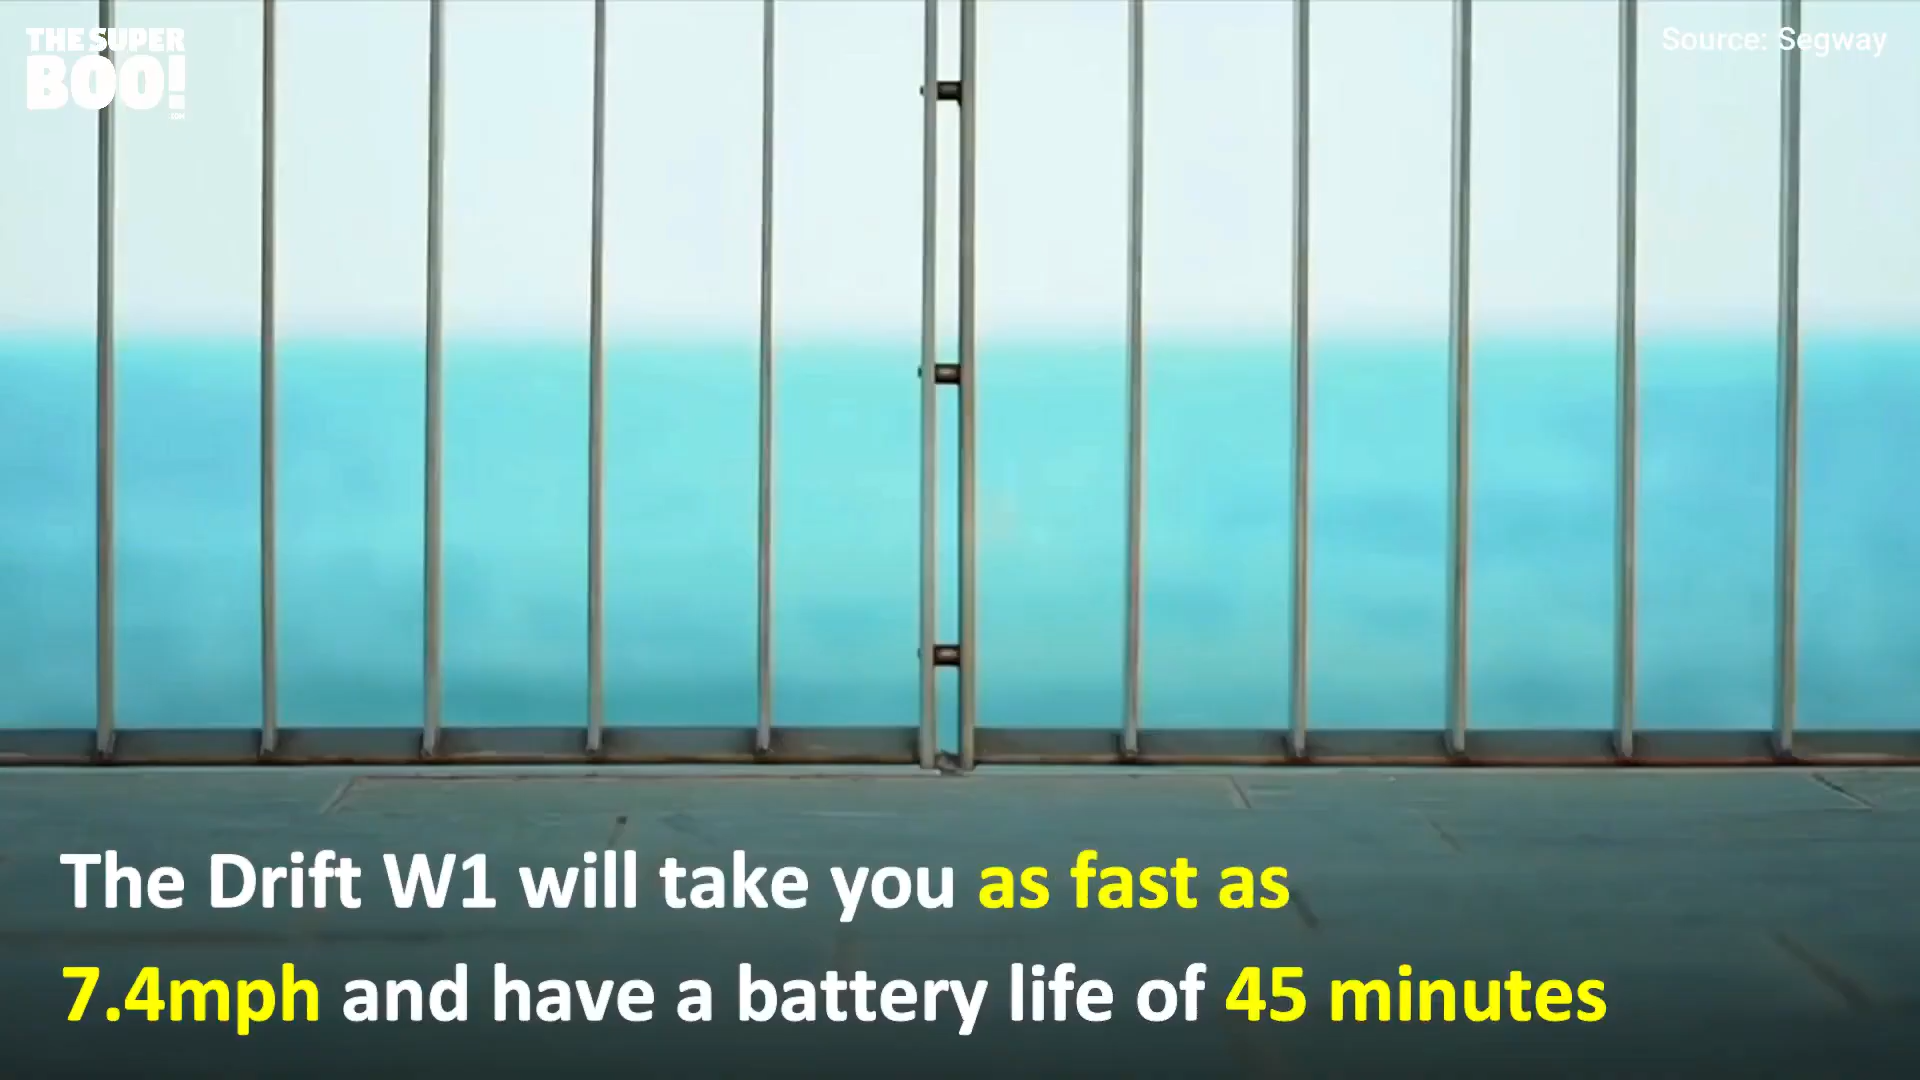 THE SUPER
BOO!
Source: Segway
The Drift W1 will take you as fast as
7.4mph and have a battery life of 45 minutes